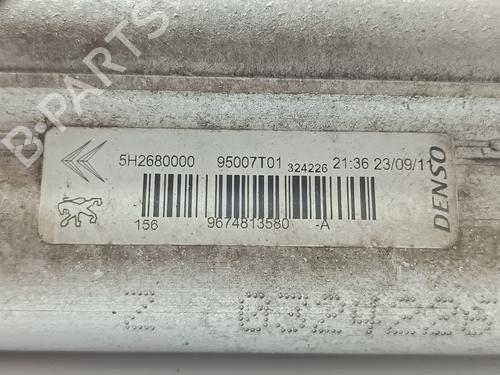 B-PARTS
5H2680000 95007T01 324226 21:36 23/09/11
156 9674813580 -A
DENSO
Z